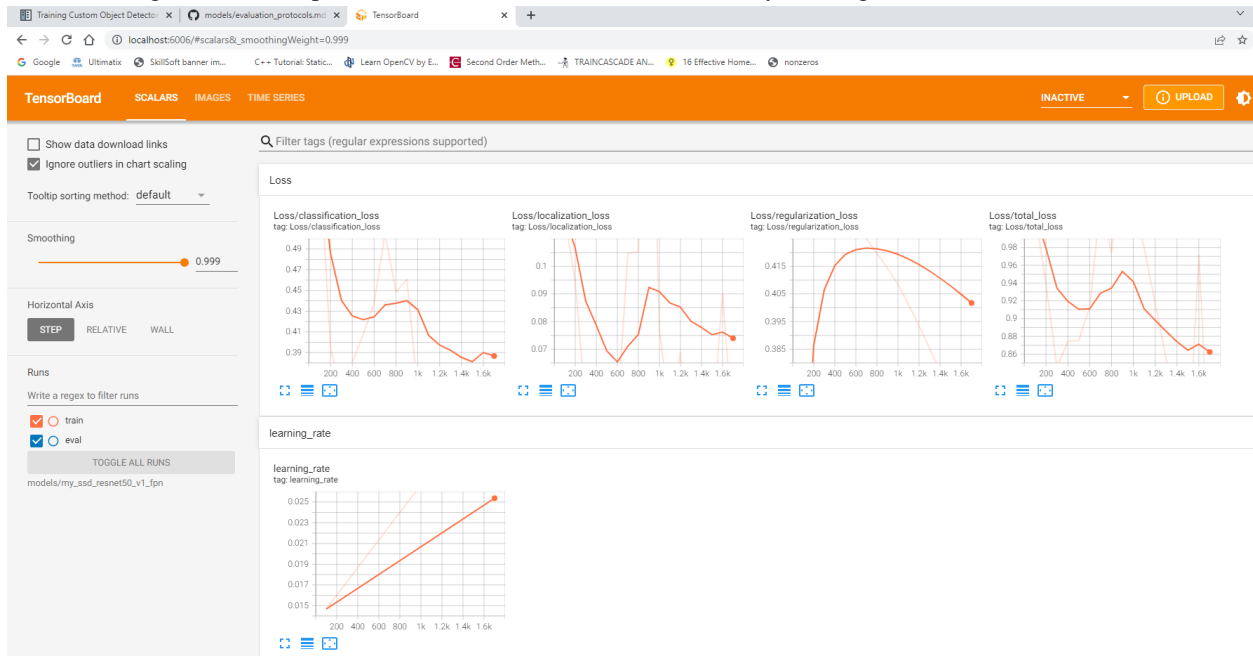 Training Custom Object Detector
models/evaluation_protocols.md
TensorBoard
localhost:6006/#scalars&_smoothingWeight=0.999
Google
Ultimatix
SkillSoft banner im...
C++ Tutorial: Static...
Learn OpenCV by E...
Second Order Meth...
TRAINCASCADE AN...
16 Effective Home...
nonzeros
TensorBoard
SCALARS
IMAGES
TIME SERIES
INACTIVE
UPLOAD
Show data download links
Ignore outliers in chart scaling
Tooltip sorting method: default
Smoothing
0.999
Horizontal Axis
STEP
RELATIVE
WALL
Runs
Write a regex to filter runs
train
eval
TOGGLE ALL RUNS
models/my_ssd_resnet50_v1_fpn
Filter tags (regular expressions supported)
Loss
Loss/classification_loss
tag: Loss/classification_loss
0.49
0.47
0.45
0.43
0.41
0.39
200 400 600 800 1k 1.2k 1.4k 1.6k
Loss/localization_loss
tag: Loss/localization_loss
0.1
0.09
0.08
0.07
200 400 600 800 1k 1.2k 1.4k 1.6k
Loss/regularization_loss
tag: Loss/regularization_loss
0.415
0.405
0.395
0.385
200 400 600 800 1k 1.2k 1.4k 1.6k
Loss/total_loss
tag: Loss/total_loss
0.98
0.96
0.94
0.92
0.9
0.88
0.86
200 400 600 800 1k 1.2k 1.4k 1.6k
learning_rate
learning_rate
tag: learning_rate
0.025
0.023
0.021
0.019
0.017
0.015
200 400 600 800 1k 1.2k 1.4k 1.6k